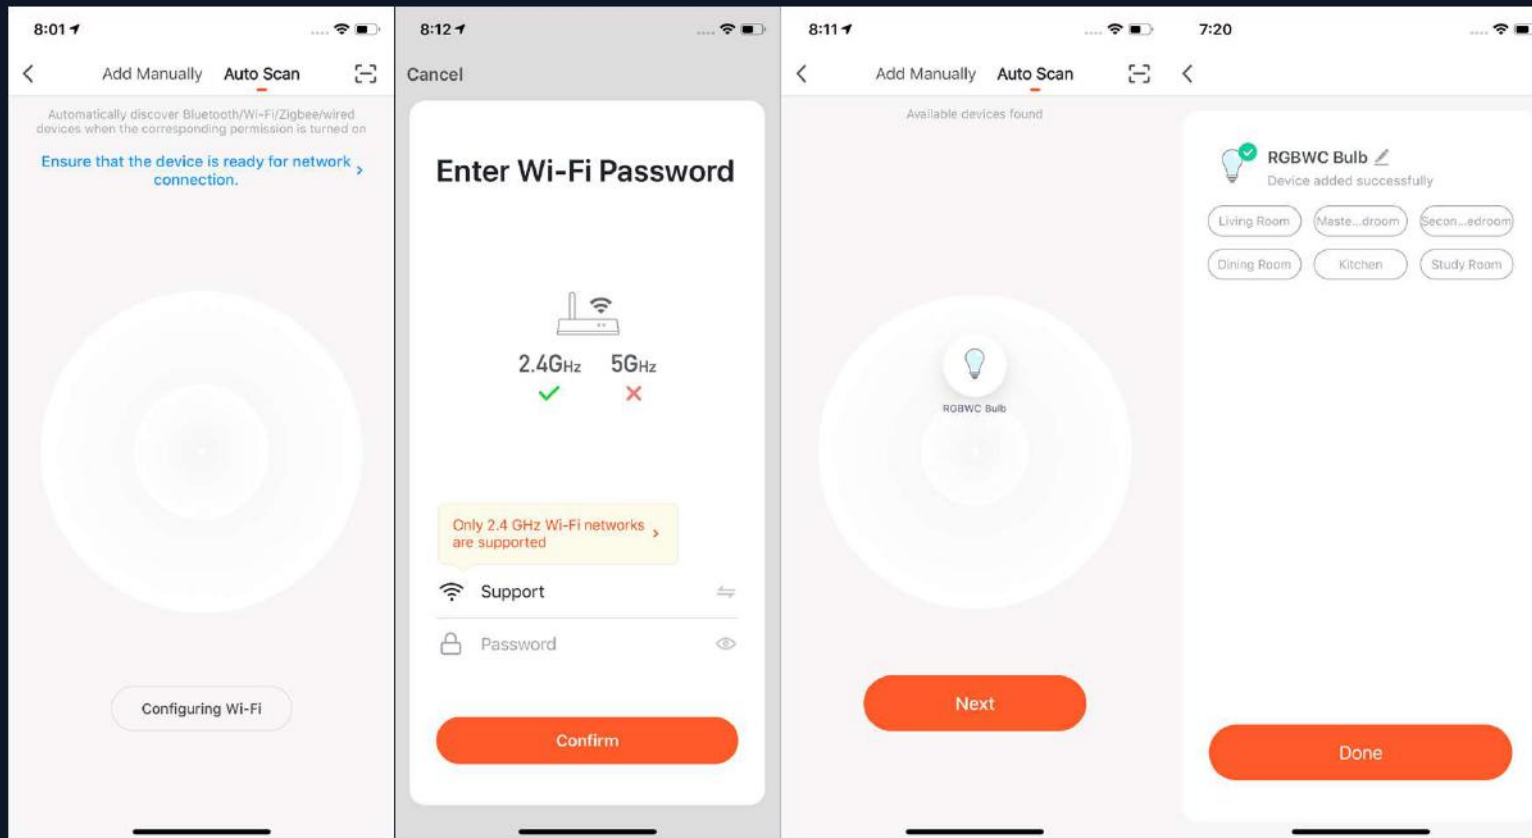 8:01
Add Manually Auto Scan
Automatically discover Bluetooth/Wi-Fi/Zigbee/wired
devices when the corresponding permission is turned on
Ensure that the device is ready for network
connection.
Configuring Wi-Fi
8:12
Cancel
Enter Wi-Fi Password
2.4GHz 5GHz
Only 2.4 GHz Wi-Fi networks
are supported
Support
Password
Confirm
8:11
Add Manually Auto Scan
Available devices found
RGBWC Bulb
Next
7:20
RGBWC Bulb
Device added successfully
Living Room Maste...droom Secon...edroom
Dining Room Kitchen Study Room
Done